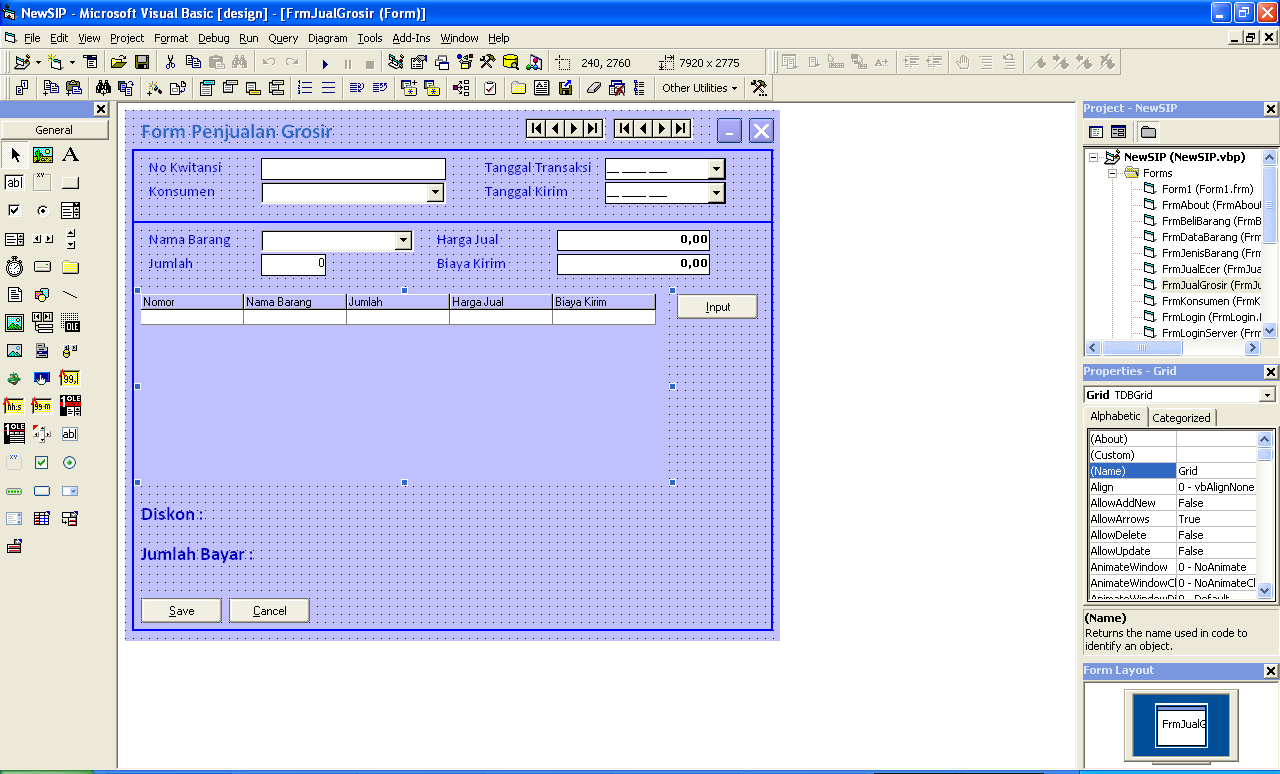 NewSIP - Microsoft Visual Basic [design] - [FrmJualGrosir (Form)]
File Edit View Project Format Debug Run Query Diagram Tools Add-Ins Window Help
240, 2760 7920 x 2775
Other Utilities
General
Form Penjualan Grosir
No Kwitansi
Tanggal Transaksi
Konsumen
Tanggal Kirim
Nama Barang
Harga Jual 0,00
Jumlah 0
Biaya Kirim 0,00
Nomor Nama Barang Jumlah Harga Jual Biaya Kirim
Input
Diskon :
Jumlah Bayar :
Save Cancel
Project - NewSIP
NewSIP (NewSIP.vbp)
Forms
Form1 (Form1.frm)
FrmAbout (FrmAbou
FrmBeliBarang (FrmB
FrmDataBarang (Frm
FrmJenisBarang (Frm
FrmJualEcer (FrmJua
FrmJualGrosir (FrmJu
FrmKonsumen (FrmK
FrmLogin (FrmLogin.
FrmLoginServer (Frm
Properties - Grid
Grid TDBGrid
Alphabetic Categorized
(About)
(Custom)
(Name) Grid
Align 0 - vbAlignNone
AllowAddNew False
AllowArrows True
AllowDelete False
AllowUpdate False
AnimateWindow 0 - NoAnimate
AnimateWindowCl 0 - NoAnimateCl
(Name)
Returns the name used in code to
identify an object.
Form Layout
FrmJualG